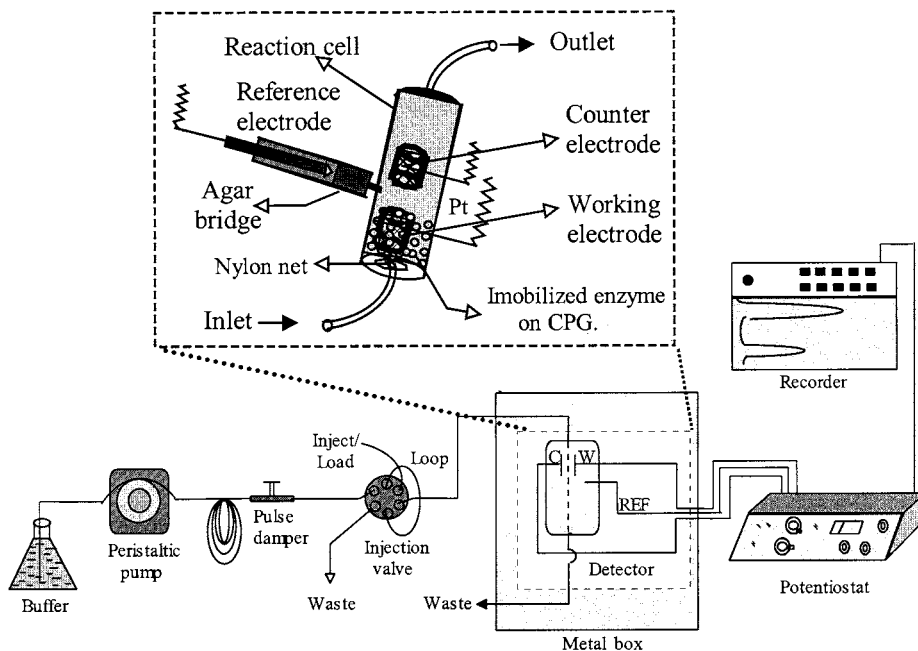 Reaction cell
Outlet
Reference
electrode
Counter
electrode
Agar
bridge
Pt
Working
electrode
Nylon net
Imobilized enzyme
on CPG.
Inlet
Recorder
Inject/
Load
Loop
C W
REF
Pulse
damper
Peristaltic
pump
Injection
valve
Detector
Potentiostat
Buffer
Waste
Waste
Metal box